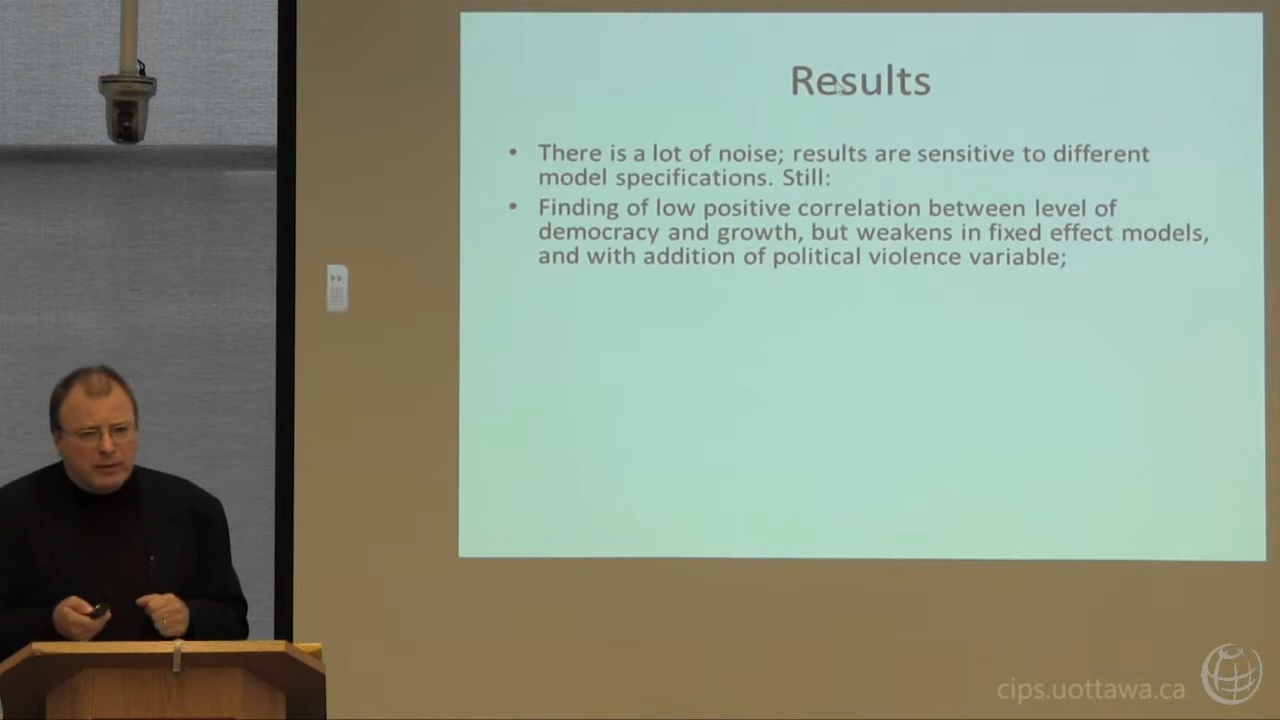 Results
• There is a lot of noise; results are sensitive to different
model specifications. Still:
• Finding of low positive correlation between level of
democracy and growth, but weakens in fixed effect models,
and with addition of political violence variable;
cips.uottawa.ca